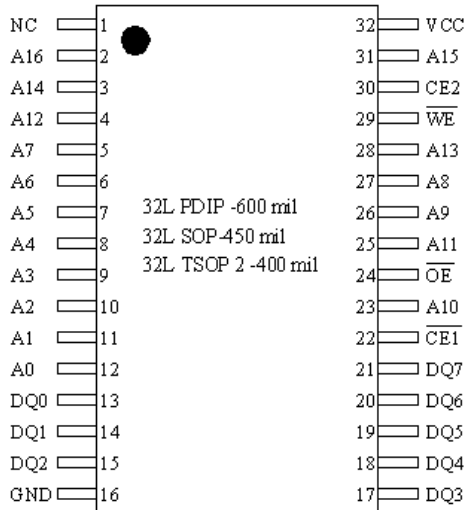 NC 1 32 VCC
A16 2 31 A15
A14 3 30 CE2
A12 4 29 WE
A7 5 28 A13
A6 6 27 A8
A5 7 26 A9
A4 8 25 A11
A3 9 24 OE
A2 10 23 A10
A1 11 22 CE1
A0 12 21 DQ7
DQ0 13 20 DQ6
DQ1 14 19 DQ5
DQ2 15 18 DQ4
GND 16 17 DQ3
32L PDIP -600 mil
32L SOP-450 mil
32L TSOP 2 -400 mil